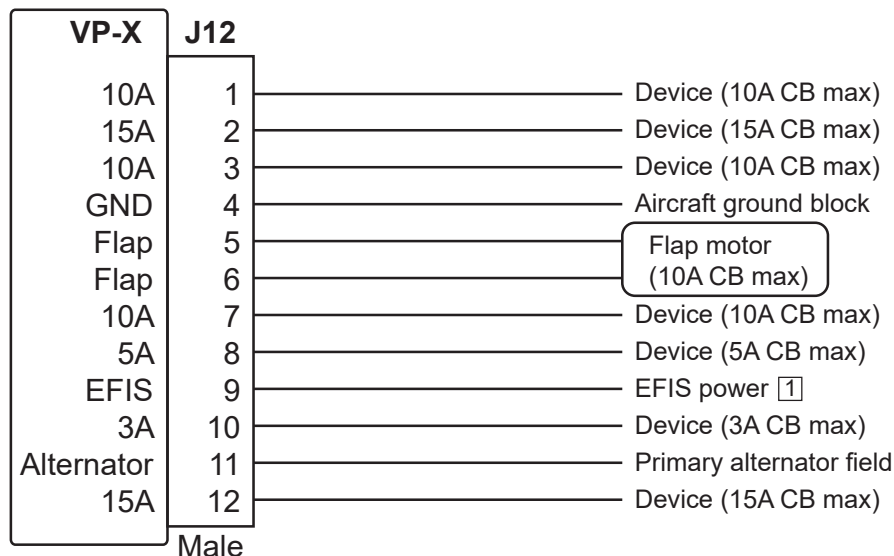 VP-X J12
10A 1 Device (10A CB max)
15A 2 Device (15A CB max)
10A 3 Device (10A CB max)
GND 4 Aircraft ground block
Flap 5 Flap motor
Flap 6 (10A CB max)
10A 7 Device (10A CB max)
5A 8 Device (5A CB max)
EFIS 9 EFIS power 1
3A 10 Device (3A CB max)
Alternator 11 Primary alternator field
15A 12 Device (15A CB max)
Male